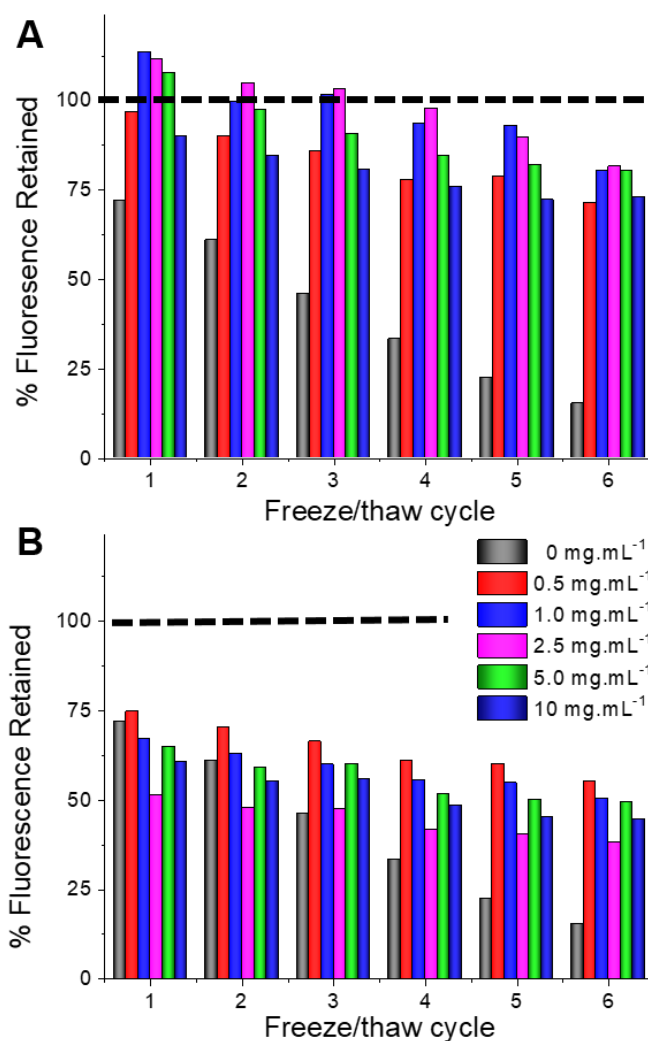 A
% Fluoresence Retained
100
75
50
25
0
1 2 3 4 5 6
Freeze/thaw cycle
B
% Fluorescence Retained
100
75
50
25
0
0 mg.mL⁻¹
0.5 mg.mL⁻¹
1.0 mg.mL⁻¹
2.5 mg.mL⁻¹
5.0 mg.mL⁻¹
10 mg.mL⁻¹
1 2 3 4 5 6
Freeze/thaw cycle